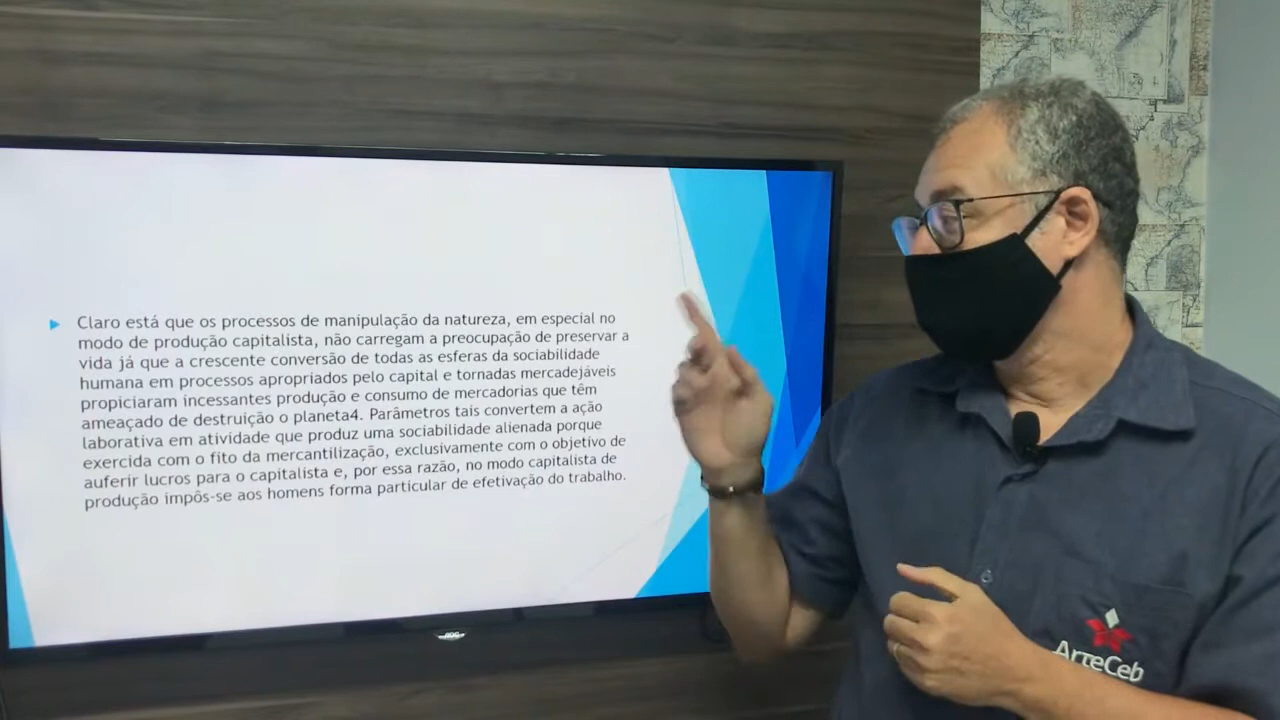 Claro está que os processos de manipulação da natureza, em especial no
modo de produção capitalista, não carregam a preocupação de preservar a
vida já que a crescente conversão de todas as esferas da sociabilidade
humana em processos apropriados pelo capital e tornadas mercadejáveis
propiciaram incessantes produção e consumo de mercadorias que têm
ameaçado de destruição o planeta4. Parâmetros tais convertem a ação
laborativa em atividade que produz uma sociabilidade alienada porque
exercida com o fito da mercantilização, exclusivamente com o objetivo de
auferir lucros para o capitalista e, por essa razão, no modo capitalista de
produção impôs-se aos homens forma particular de efetivação do trabalho.
AOC
ArteCeb